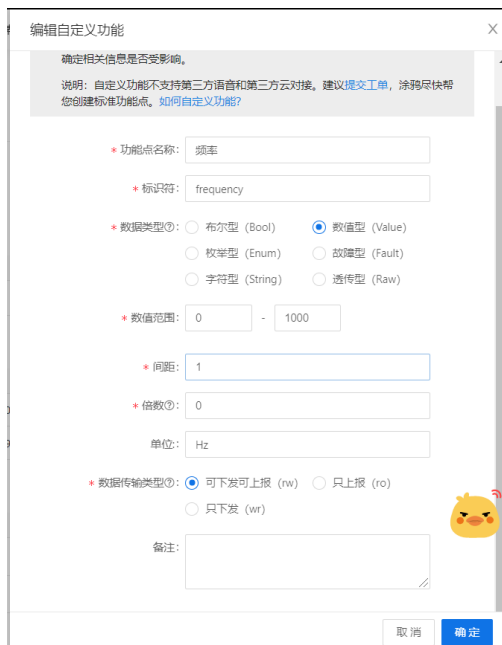 编辑自定义功能
确定相关信息是否受影响。
说明：自定义功能不支持第三方语音和第三方云对接。建议提交工单，涂鸦尽快帮
您创建标准功能点。如何自定义功能?
* 功能点名称： 频率
* 标识符： frequency
* 数据类型?： 布尔型 (Bool) 数值型 (Value)
枚举型 (Enum) 故障型 (Fault)
字符型 (String) 透传型 (Raw)
* 数值范围： 0 - 1000
* 间距： 1
* 倍数?： 0
单位： Hz
* 数据传输类型?： 可下发可上报 (rw) 只上报 (ro)
只下发 (wr)
备注：
取消 确定